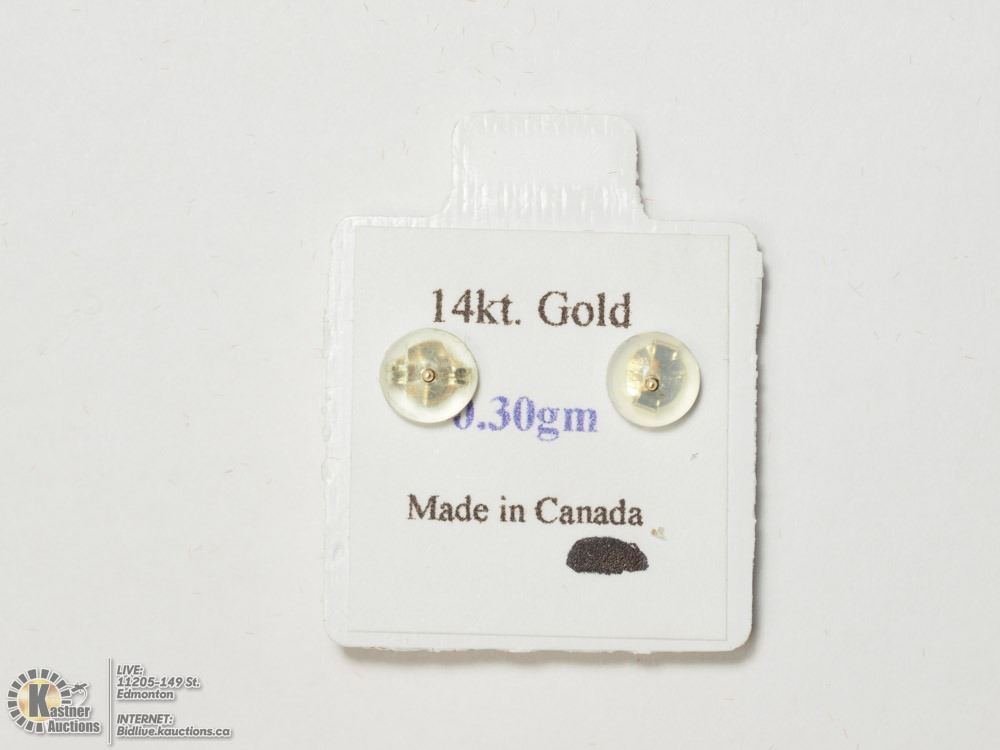 14kt. Gold
0.30gm
Made in Canada
Kastner
Auctions
LIVE:
11205-149 St.
Edmonton
INTERNET:
Bidlive.kauctions.ca